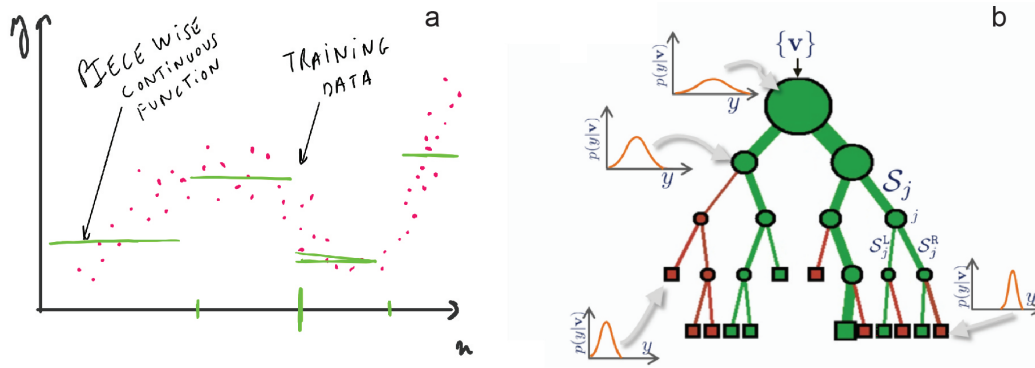 a
y
PIECE WISE
CONTINUOUS
FUNCTION
TRAINING
DATA
x
b
{v}
p(y|v)
y
p(y|v)
y
S_j
j
S_j^L
S_j^R
p(y|v)
y
p(y|v)
y